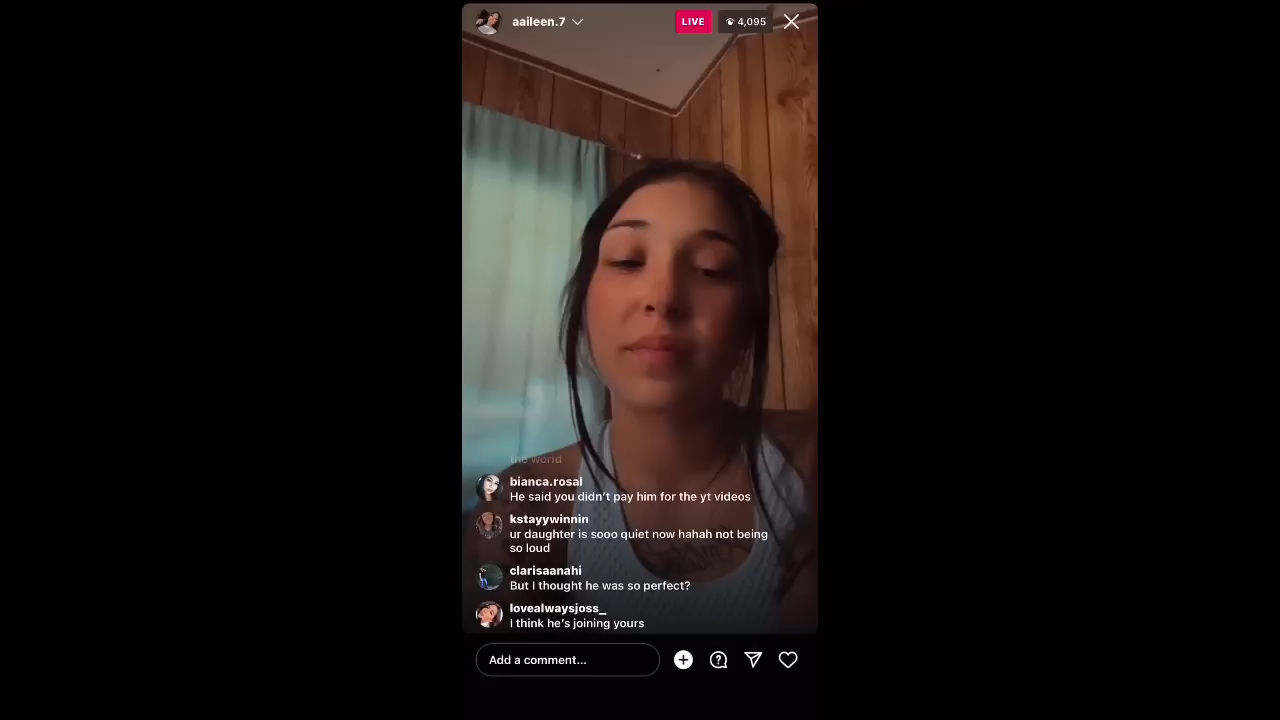 aaileen.7
LIVE
4,095
the world
bianca.rosal
He said you didn't pay him for the yt videos
kstayywinnin
ur daughter is sooo quiet now hahah not being
so loud
clarisaanahi
But I thought he was so perfect?
lovealwaysjoss_
I think he's joining yours
Add a comment...